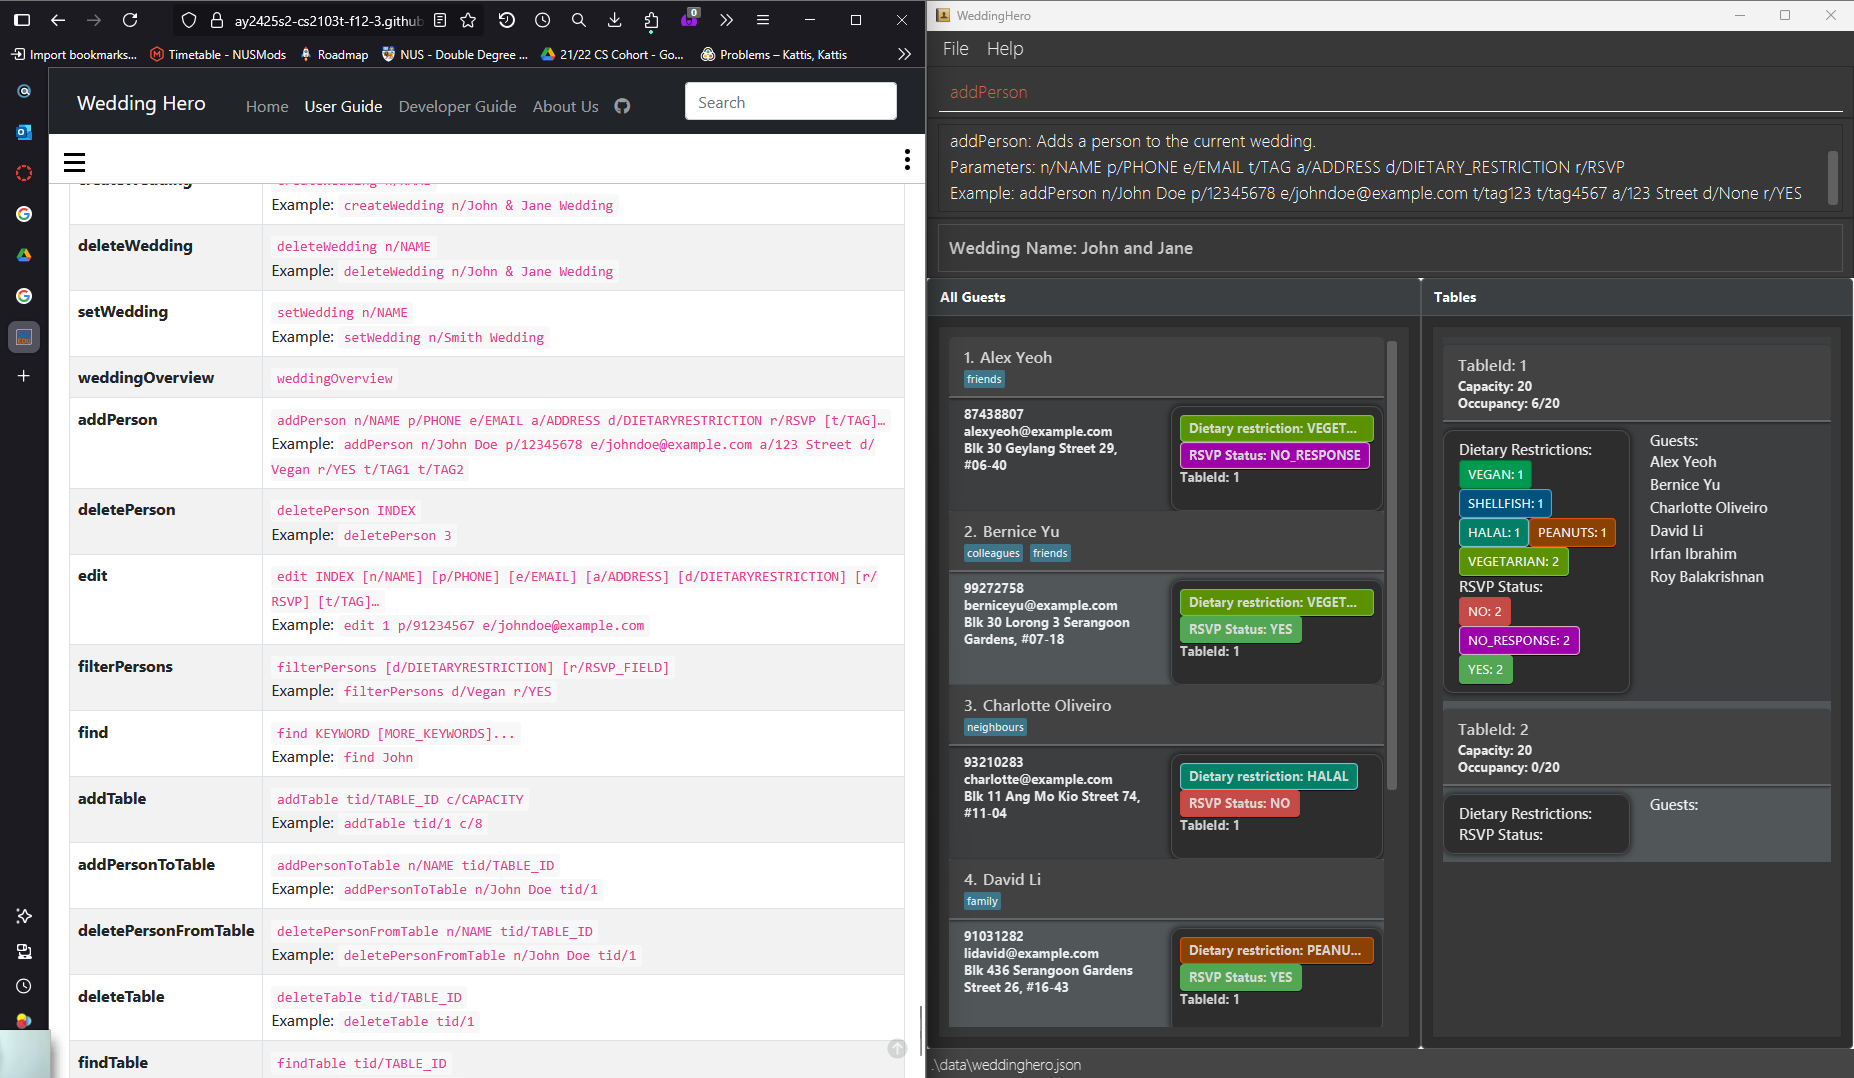 ay2425s2-cs2103t-f12-3.github
0
Import bookmarks...
Timetable - NUSMods
Roadmap
NUS - Double Degree ...
21/22 CS Cohort - Go...
Problems – Kattis, Kattis
Wedding Hero
Home
User Guide
Developer Guide
About Us
Search
Example: createWedding n/John & Jane Wedding
deleteWedding
deleteWedding n/NAME
Example: deleteWedding n/John & Jane Wedding
setWedding
setWedding n/NAME
Example: setWedding n/Smith Wedding
weddingOverview
weddingOverview
addPerson
addPerson n/NAME p/PHONE e/EMAIL a/ADDRESS d/DIETARYRESTRICTION r/RSVP [t/TAG]…
Example: addPerson n/John Doe p/12345678 e/johndoe@example.com a/123 Street d/
Vegan r/YES t/TAG1 t/TAG2
deletePerson
deletePerson INDEX
Example: deletePerson 3
edit
edit INDEX [n/NAME] [p/PHONE] [e/EMAIL] [a/ADDRESS] [d/DIETARYRESTRICTION] [r/
RSVP] [t/TAG]…
Example: edit 1 p/91234567 e/johndoe@example.com
filterPersons
filterPersons [d/DIETARYRESTRICTION] [r/RSVP_FIELD]
Example: filterPersons d/Vegan r/YES
find
find KEYWORD [MORE_KEYWORDS]...
Example: find John
addTable
addTable tid/TABLE_ID c/CAPACITY
Example: addTable tid/1 c/8
addPersonToTable
addPersonToTable n/NAME tid/TABLE_ID
Example: addPersonToTable n/John Doe tid/1
deletePersonFromTable
deletePersonFromTable n/NAME tid/TABLE_ID
Example: deletePersonFromTable n/John Doe tid/1
deleteTable
deleteTable tid/TABLE_ID
Example: deleteTable tid/1
findTable
findTable tid/TABLE_ID
WeddingHero
File
Help
addPerson
addPerson: Adds a person to the current wedding.
Parameters: n/NAME p/PHONE e/EMAIL t/TAG a/ADDRESS d/DIETARY_RESTRICTION r/RSVP
Example: addPerson n/John Doe p/12345678 e/johndoe@example.com t/tag123 t/tag4567 a/123 Street d/None r/YES
Wedding Name: John and Jane
All Guests
1. Alex Yeoh
friends
87438807
alexyeoh@example.com
Blk 30 Geylang Street 29,
#06-40
Dietary restriction: VEGET...
RSVP Status: NO_RESPONSE
TableId: 1
2. Bernice Yu
colleagues
friends
99272758
berniceyu@example.com
Blk 30 Lorong 3 Serangoon
Gardens, #07-18
Dietary restriction: VEGET...
RSVP Status: YES
TableId: 1
3. Charlotte Oliveiro
neighbours
93210283
charlotte@example.com
Blk 11 Ang Mo Kio Street 74,
#11-04
Dietary restriction: HALAL
RSVP Status: NO
TableId: 1
4. David Li
family
91031282
lidavid@example.com
Blk 436 Serangoon Gardens
Street 26, #16-43
Dietary restriction: PEANU...
RSVP Status: YES
TableId: 1
Tables
TableId: 1
Capacity: 20
Occupancy: 6/20
Dietary Restrictions:
VEGAN: 1
SHELLFISH: 1
HALAL: 1
PEANUTS: 1
VEGETARIAN: 2
RSVP Status:
NO: 2
NO_RESPONSE: 2
YES: 2
Guests:
Alex Yeoh
Bernice Yu
Charlotte Oliveiro
David Li
Irfan Ibrahim
Roy Balakrishnan
TableId: 2
Capacity: 20
Occupancy: 0/20
Dietary Restrictions:
RSVP Status:
Guests:
.\data\weddinghero.json